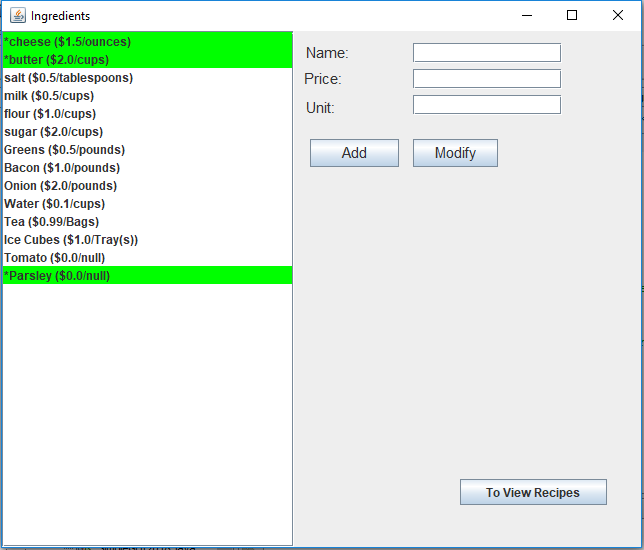 Ingredients
*cheese ($1.5/ounces)
*butter ($2.0/cups)
salt ($0.5/tablespoons)
milk ($0.5/cups)
flour ($1.0/cups)
sugar ($2.0/cups)
Greens ($0.5/pounds)
Bacon ($1.0/pounds)
Onion ($2.0/pounds)
Water ($0.1/cups)
Tea ($0.99/Bags)
Ice Cubes ($1.0/Tray(s))
Tomato ($0.0/null)
*Parsley ($0.0/null)
Name:
Price:
Unit:
Add Modify
To View Recipes